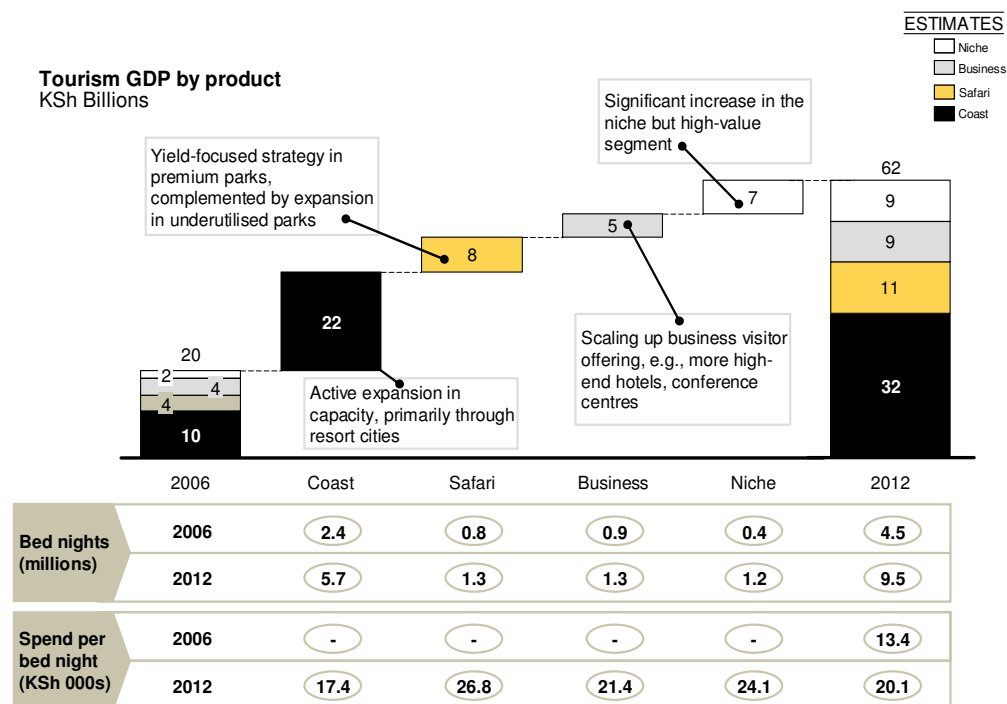 ESTIMATES
Niche
Business
Safari
Coast
Tourism GDP by product
KSh Billions
Yield-focused strategy in
premium parks,
complemented by expansion
in underutilised parks
Significant increase in the
niche but high-value
segment
62
7
9
5
9
8
11
22
32
20
2
4
4
10
Active expansion in
capacity, primarily through
resort cities
Scaling up business visitor
offering, e.g., more high-
end hotels, conference
centres
2006 Coast Safari Business Niche 2012
Bed nights
(millions)
2006 2.4 0.8 0.9 0.4 4.5
2012 5.7 1.3 1.3 1.2 9.5
Spend per
bed night
(KSh 000s)
2006 - - - - 13.4
2012 17.4 26.8 21.4 24.1 20.1